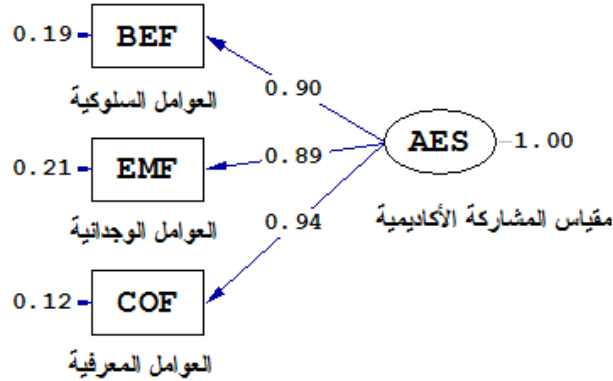 0.19
BEF
العوامل السلوكية
0.90
0.21
EMF
العوامل الوجدانية
0.89
AES
1.00
مقياس المشاركة الأكاديمية
0.94
0.12
COF
العوامل المعرفية